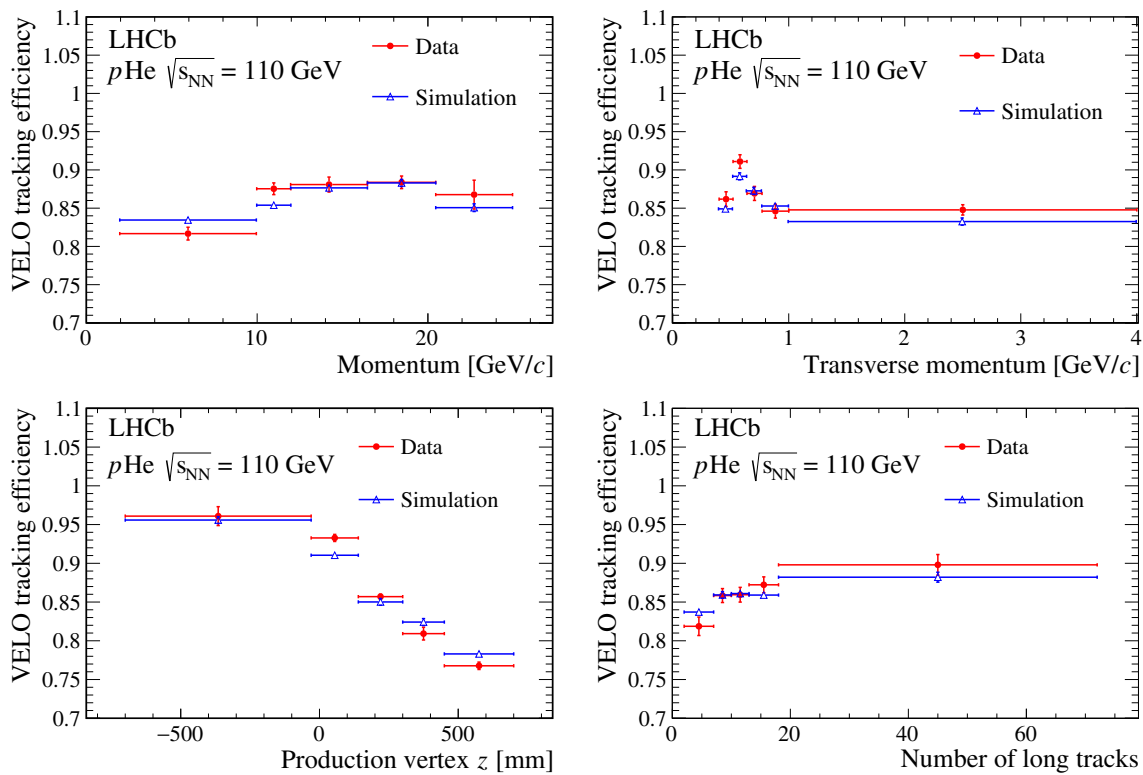 LHCb
pHe √sNN = 110 GeV
Data
Simulation
VELO tracking efficiency
1.1
1.05
1
0.95
0.9
0.85
0.8
0.75
0.7
0 10 20
Momentum [GeV/c]
LHCb
pHe √sNN = 110 GeV
Data
Simulation
VELO tracking efficiency
1.1
1.05
1
0.95
0.9
0.85
0.8
0.75
0.7
0 1 2 3 4
Transverse momentum [GeV/c]
LHCb
pHe √sNN = 110 GeV
Data
Simulation
VELO tracking efficiency
1.1
1.05
1
0.95
0.9
0.85
0.8
0.75
0.7
−500 0 500
Production vertex z [mm]
LHCb
pHe √sNN = 110 GeV
Data
Simulation
VELO tracking efficiency
1.1
1.05
1
0.95
0.9
0.85
0.8
0.75
0.7
0 20 40 60
Number of long tracks